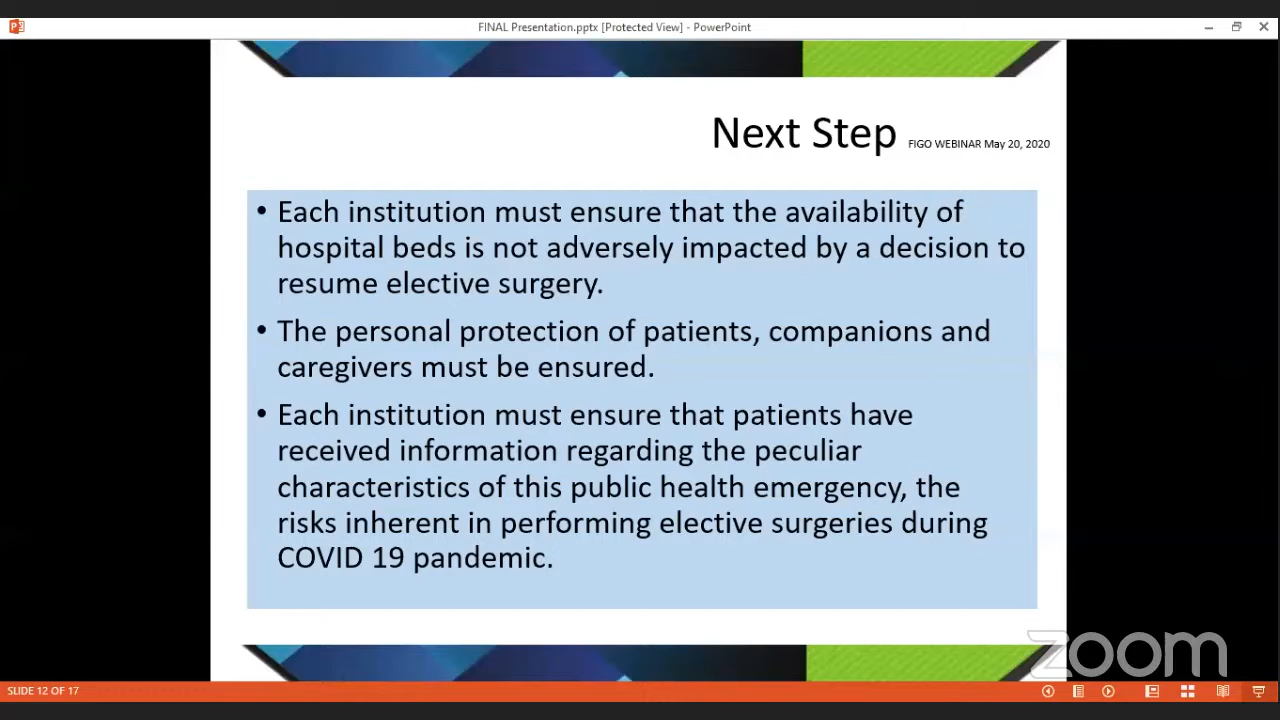 FINAL Presentation.pptx [Protected View] - PowerPoint
Next Step FIGO WEBINAR May 20, 2020
• Each institution must ensure that the availability of
hospital beds is not adversely impacted by a decision to
resume elective surgery.
• The personal protection of patients, companions and
caregivers must be ensured.
• Each institution must ensure that patients have
received information regarding the peculiar
characteristics of this public health emergency, the
risks inherent in performing elective surgeries during
COVID 19 pandemic.
zoom
SLIDE 12 OF 17